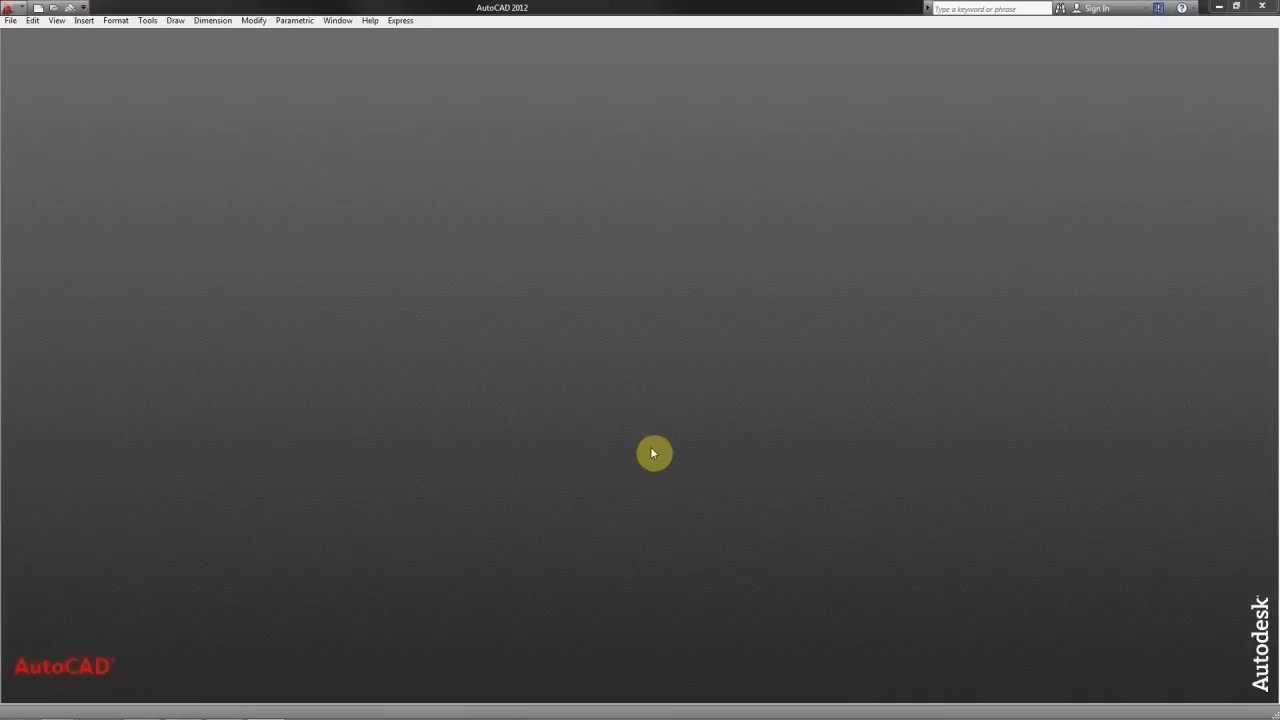 AutoCAD 2012
Type a keyword or phrase
Sign In
File Edit View Insert Format Tools Draw Dimension Modify Parametric Window Help Express
AutoCAD
Autodesk